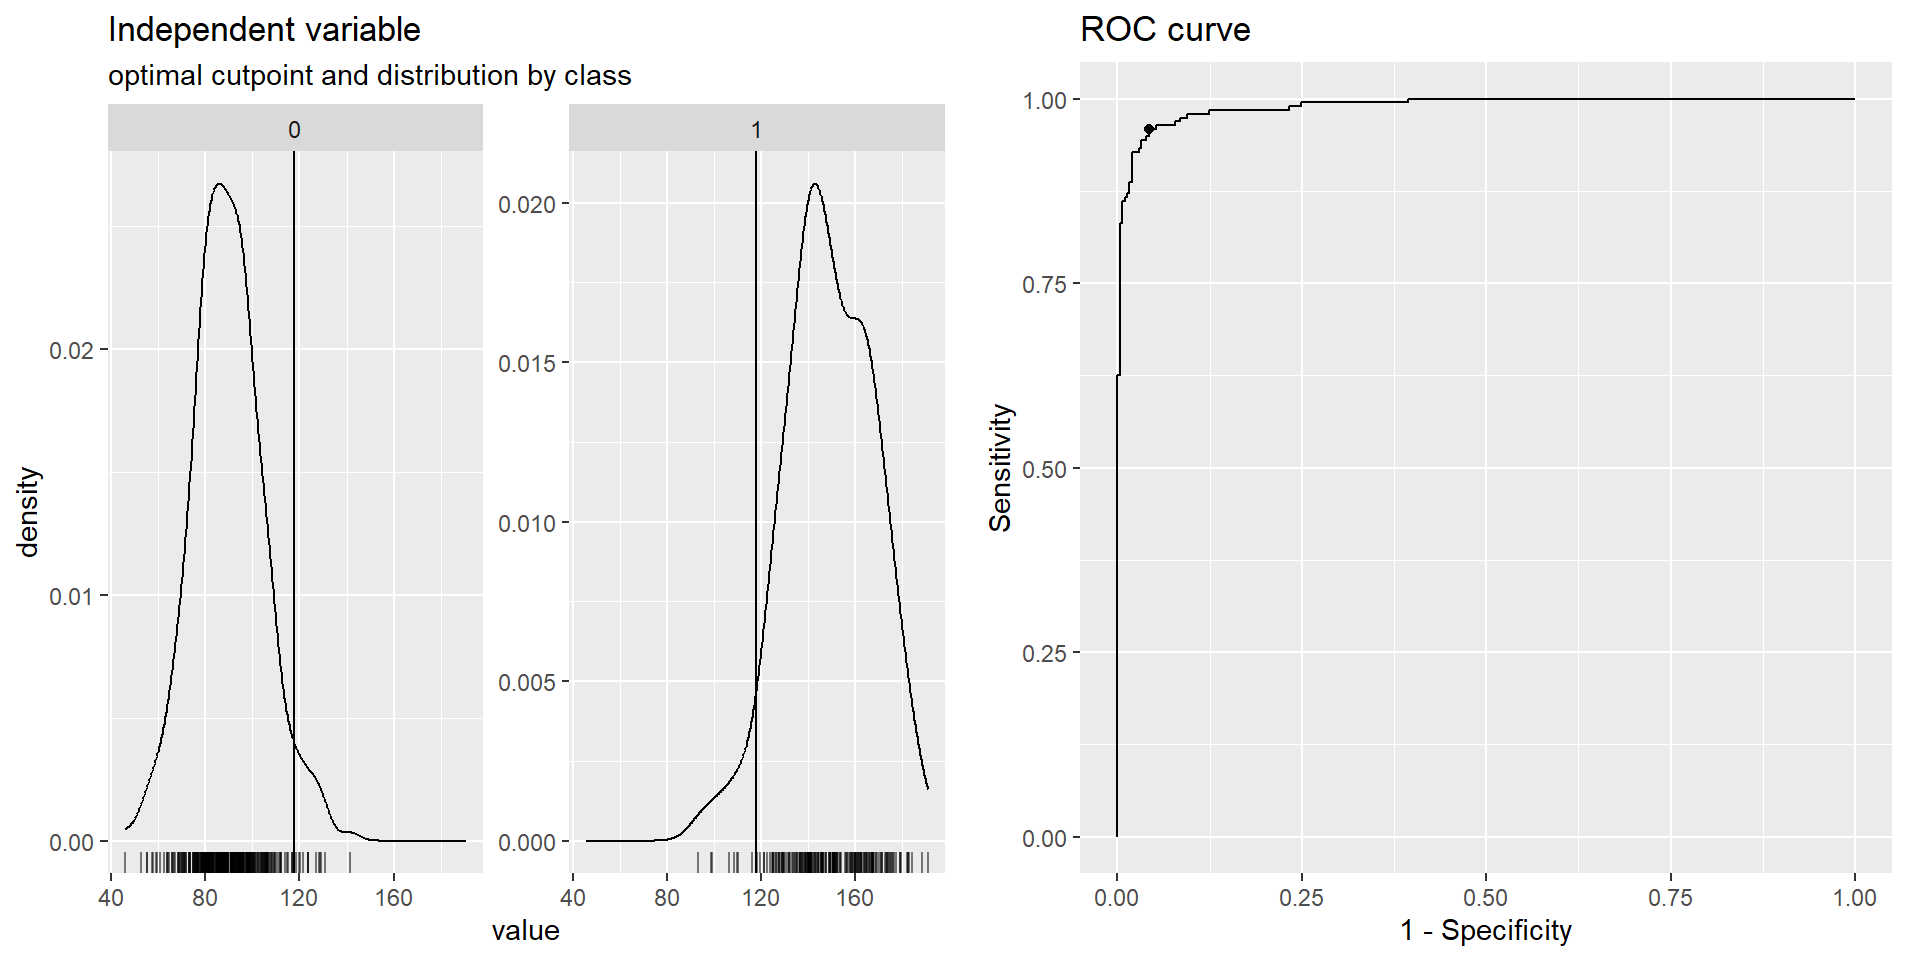 Independent variable
optimal cutpoint and distribution by class
0
1
density
0.02
0.01
0.00
0.020
0.015
0.010
0.005
0.000
40 80 120 160
40 80 120 160
value
ROC curve
Sensitivity
1.00
0.75
0.50
0.25
0.00
0.00 0.25 0.50 0.75 1.00
1 - Specificity